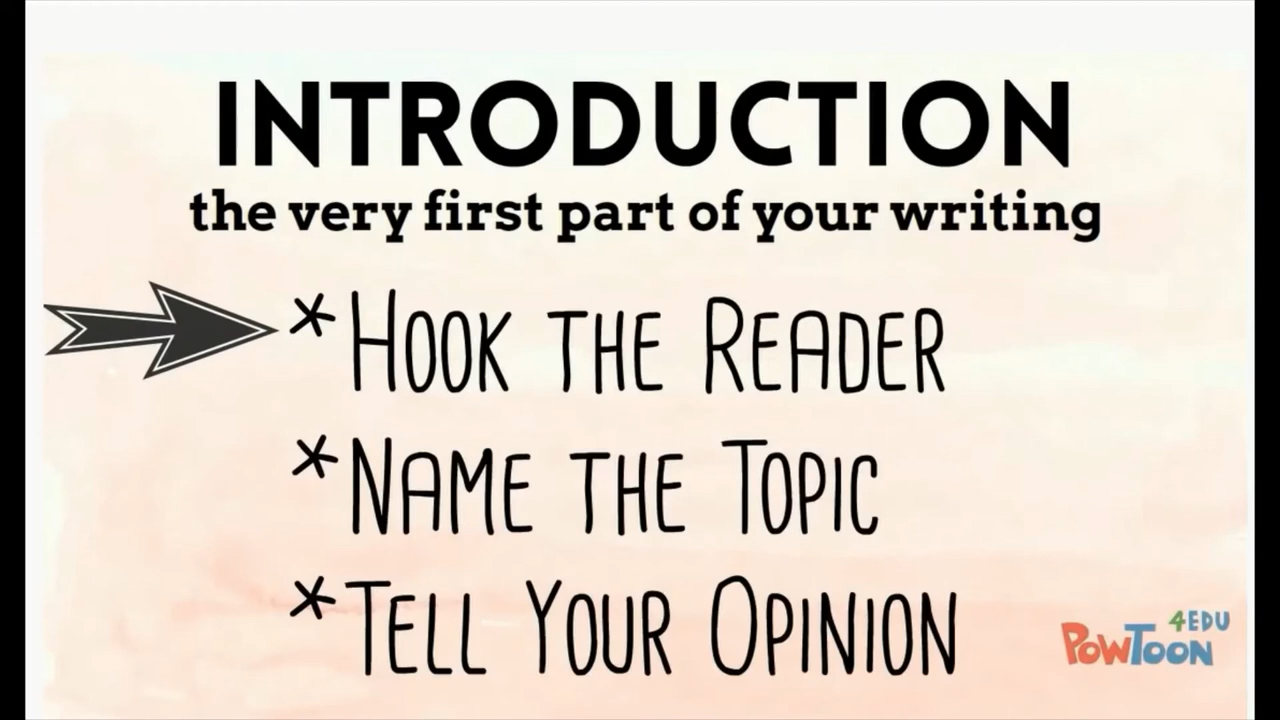 INTRODUCTION
the very first part of your writing
* HOOK THE READER
* NAME THE TOPIC
* TELL YOUR OPINION
4EDU
POWTOON